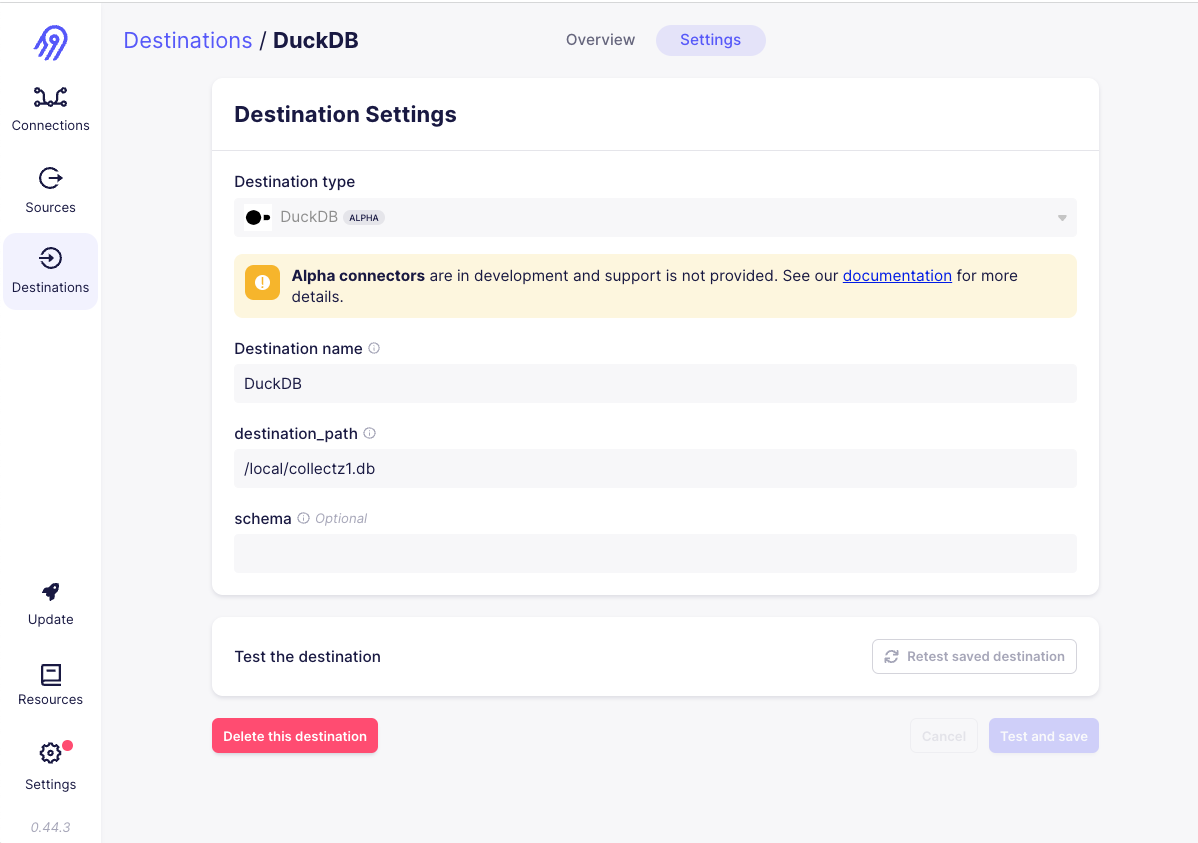 Destinations / DuckDB
Overview
Settings
Connections
Sources
Destinations
Update
Resources
Settings
0.44.3
Destination Settings
Destination type
DuckDB ALPHA
Alpha connectors are in development and support is not provided. See our documentation for more
details.
Destination name
DuckDB
destination_path
/local/collectz1.db
schema Optional
Test the destination
Retest saved destination
Delete this destination
Cancel
Test and save